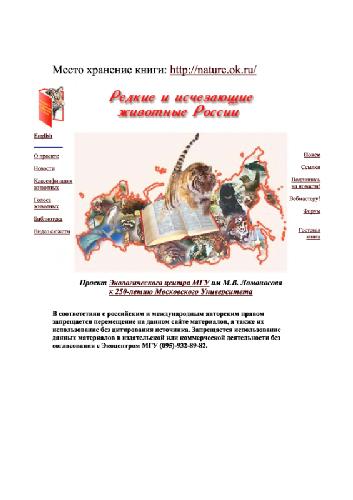 Место хранение книги: http://nature.ok.ru/
Редкие и исчезающие
животные России
English
О проекте
Новости
Классификация
животных
Голоса
животных
Библиотека
Видеосюжеты
Поиск
Ссылки
Подпишись
на новости!
Вебмастеру!
Форум
Гостевая
книга
Проект Экологического центра МГУ им М.В. Ломоносова
к 250-летию Московского Университета
В соответствии с российским и международным авторским правом
запрещается перемещение на данном сайте материалов, а также их
использование без цитирования источника. Запрещается использование
данных материалов в издательской или коммерческой деятельности без
согласования с Экоцентром МГУ (095)-932-89-82.